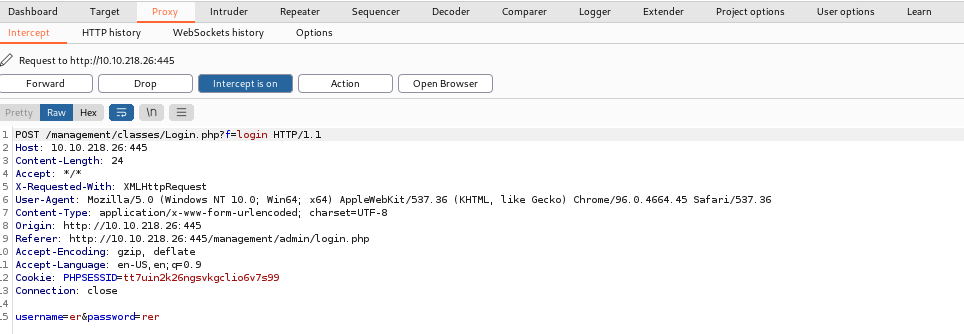 Dashboard Target Proxy Intruder Repeater Sequencer Decoder Comparer Logger Extender Project options User options Learn
Intercept HTTP history WebSockets history Options
Request to http://10.10.218.26:445
Forward Drop Intercept is on Action Open Browser
Pretty Raw Hex \n
1 POST /management/classes/Login.php?f=login HTTP/1.1
2 Host: 10.10.218.26:445
3 Content-Length: 24
4 Accept: */*
5 X-Requested-With: XMLHttpRequest
6 User-Agent: Mozilla/5.0 (Windows NT 10.0; Win64; x64) AppleWebKit/537.36 (KHTML, like Gecko) Chrome/96.0.4664.45 Safari/537.36
7 Content-Type: application/x-www-form-urlencoded; charset=UTF-8
8 Origin: http://10.10.218.26:445
9 Referer: http://10.10.218.26:445/management/admin/login.php
10 Accept-Encoding: gzip, deflate
11 Accept-Language: en-US,en;q=0.9
12 Cookie: PHPSESSID=tt7uin2k26ngsvkgclio6v7s99
13 Connection: close
14
15 username=er&password=rer